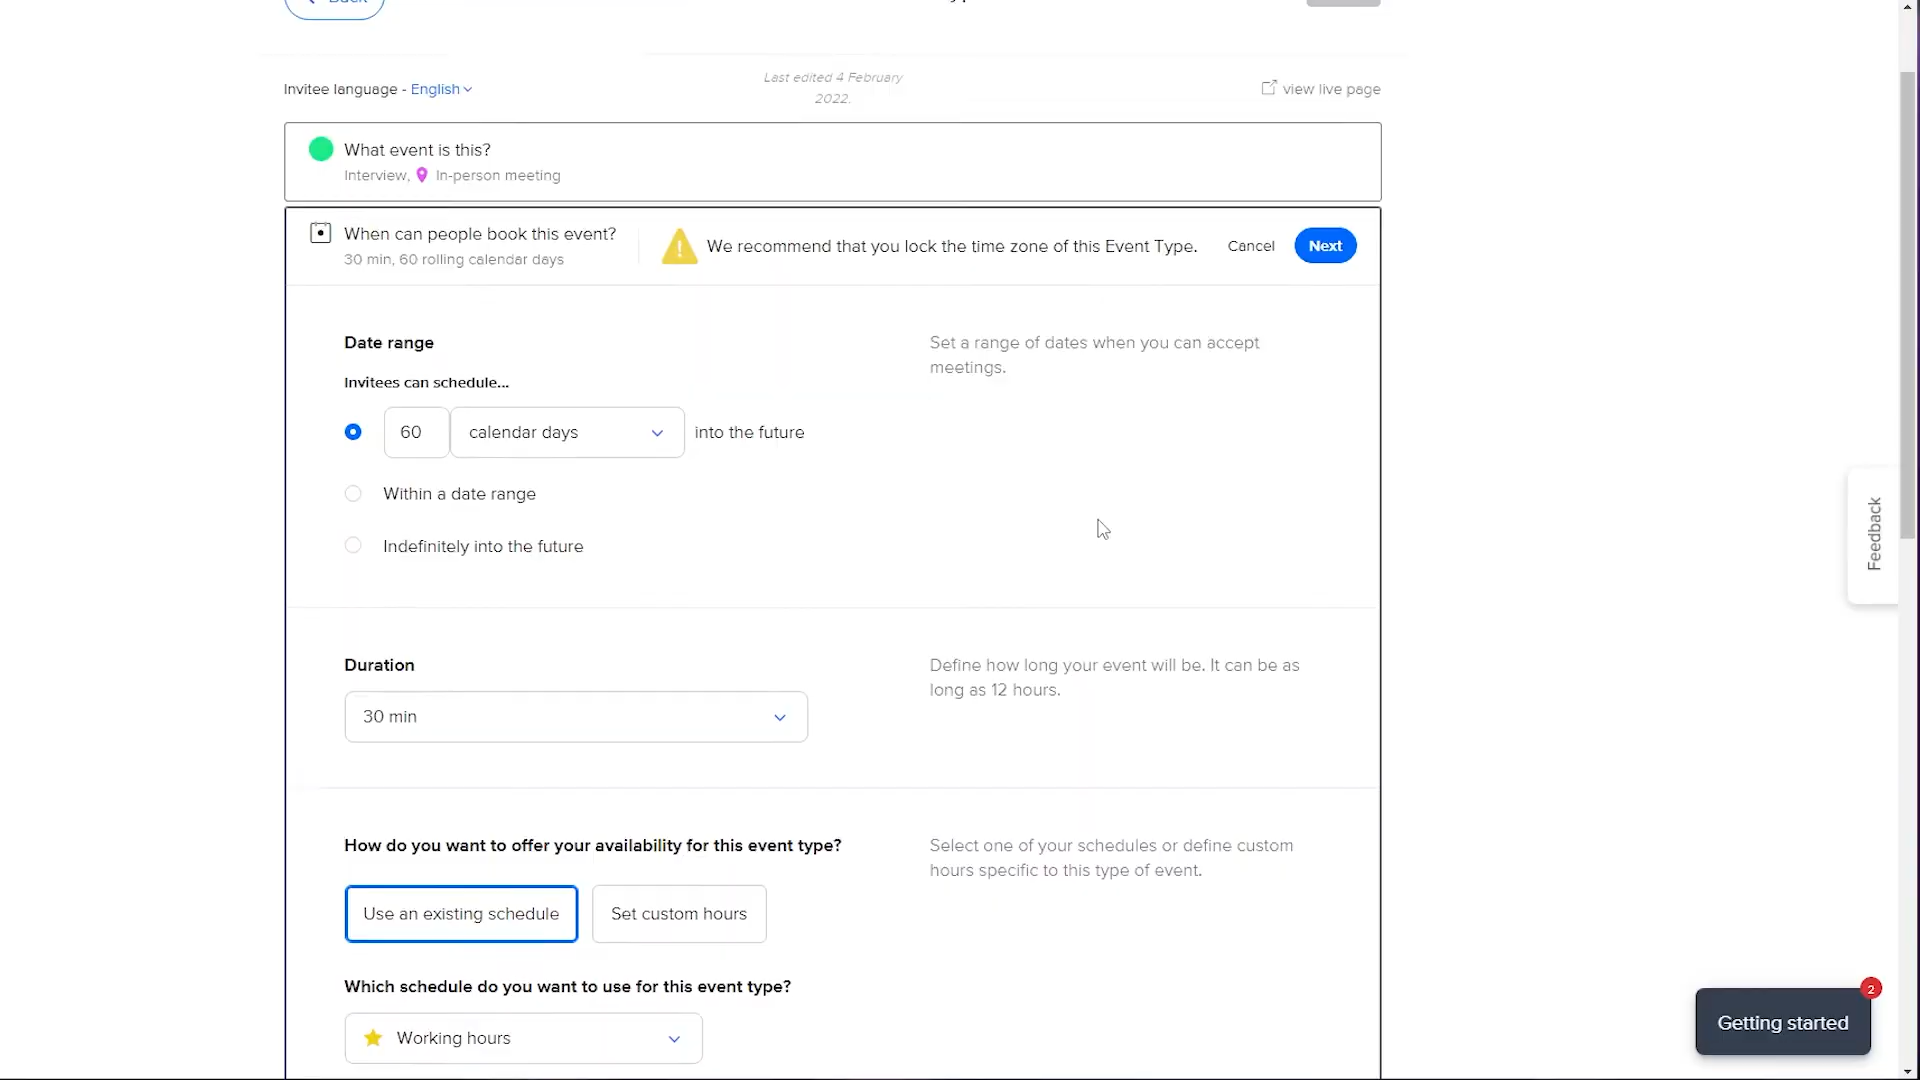 Back
Invitee language - English
Last edited 4 February
2022.
view live page
What event is this?
Interview, In-person meeting
When can people book this event?
30 min, 60 rolling calendar days
We recommend that you lock the time zone of this Event Type.
Cancel
Next
Date range
Set a range of dates when you can accept
meetings.
Invitees can schedule...
60 calendar days into the future
Within a date range
Indefinitely into the future
Feedback
Duration
Define how long your event will be. It can be as
long as 12 hours.
30 min
How do you want to offer your availability for this event type?
Select one of your schedules or define custom
hours specific to this type of event.
Use an existing schedule
Set custom hours
Which schedule do you want to use for this event type?
Working hours
2
Getting started